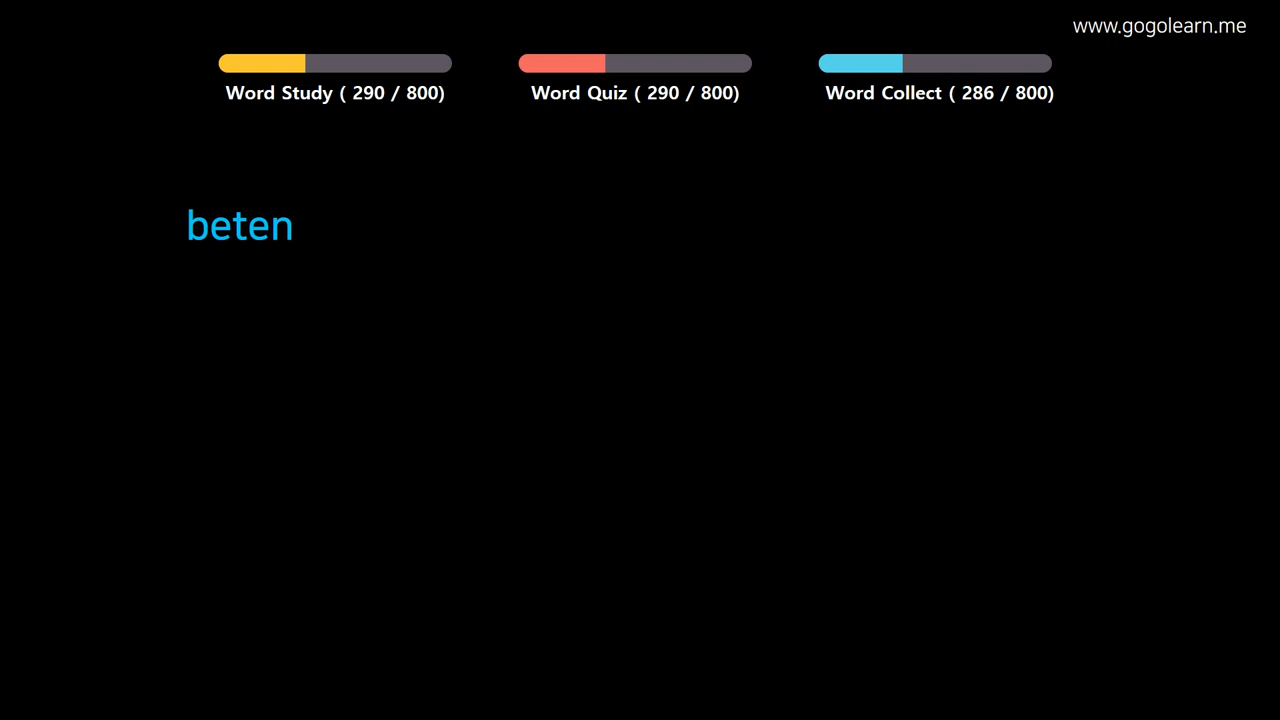 www.gogolearn.me
Word Study ( 290 / 800)
Word Quiz ( 290 / 800)
Word Collect ( 286 / 800)
beten